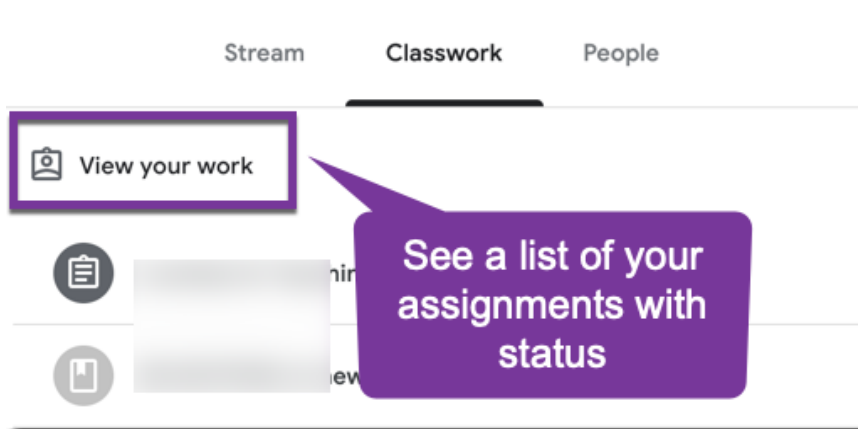 Stream Classwork People
View your work
See a list of your
assignments with
status